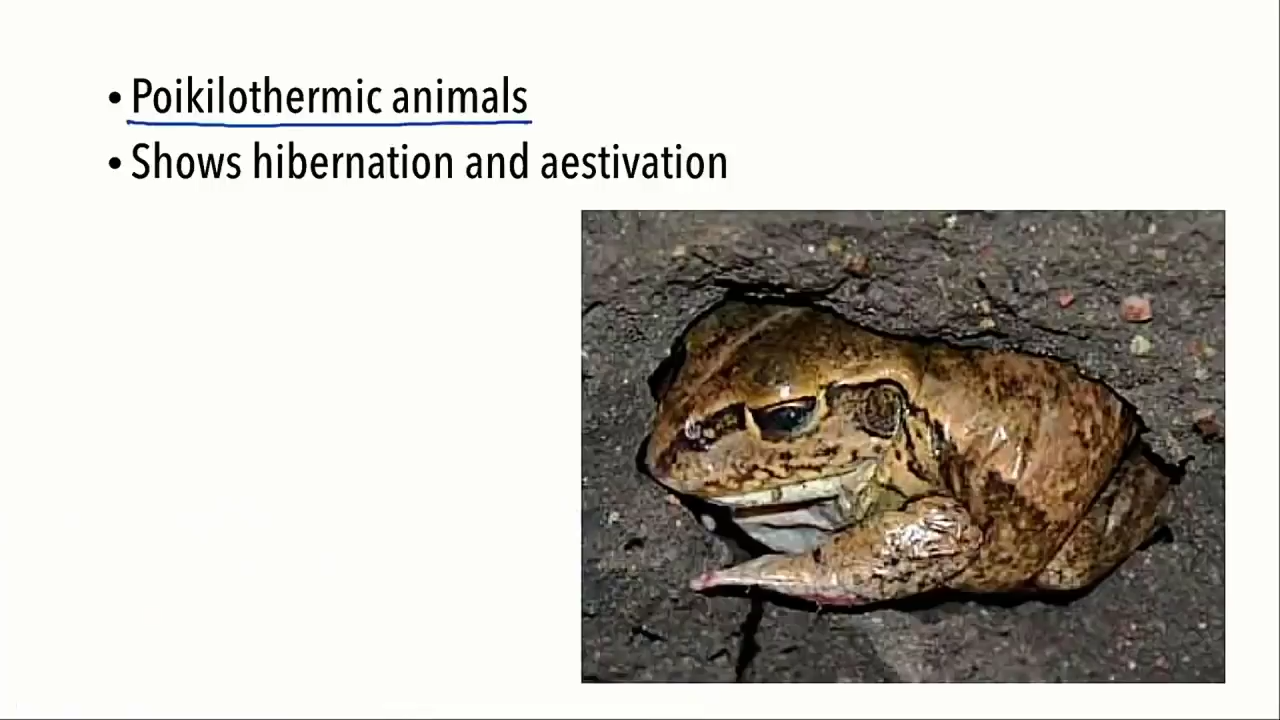 • Poikilothermic animals
• Shows hibernation and aestivation